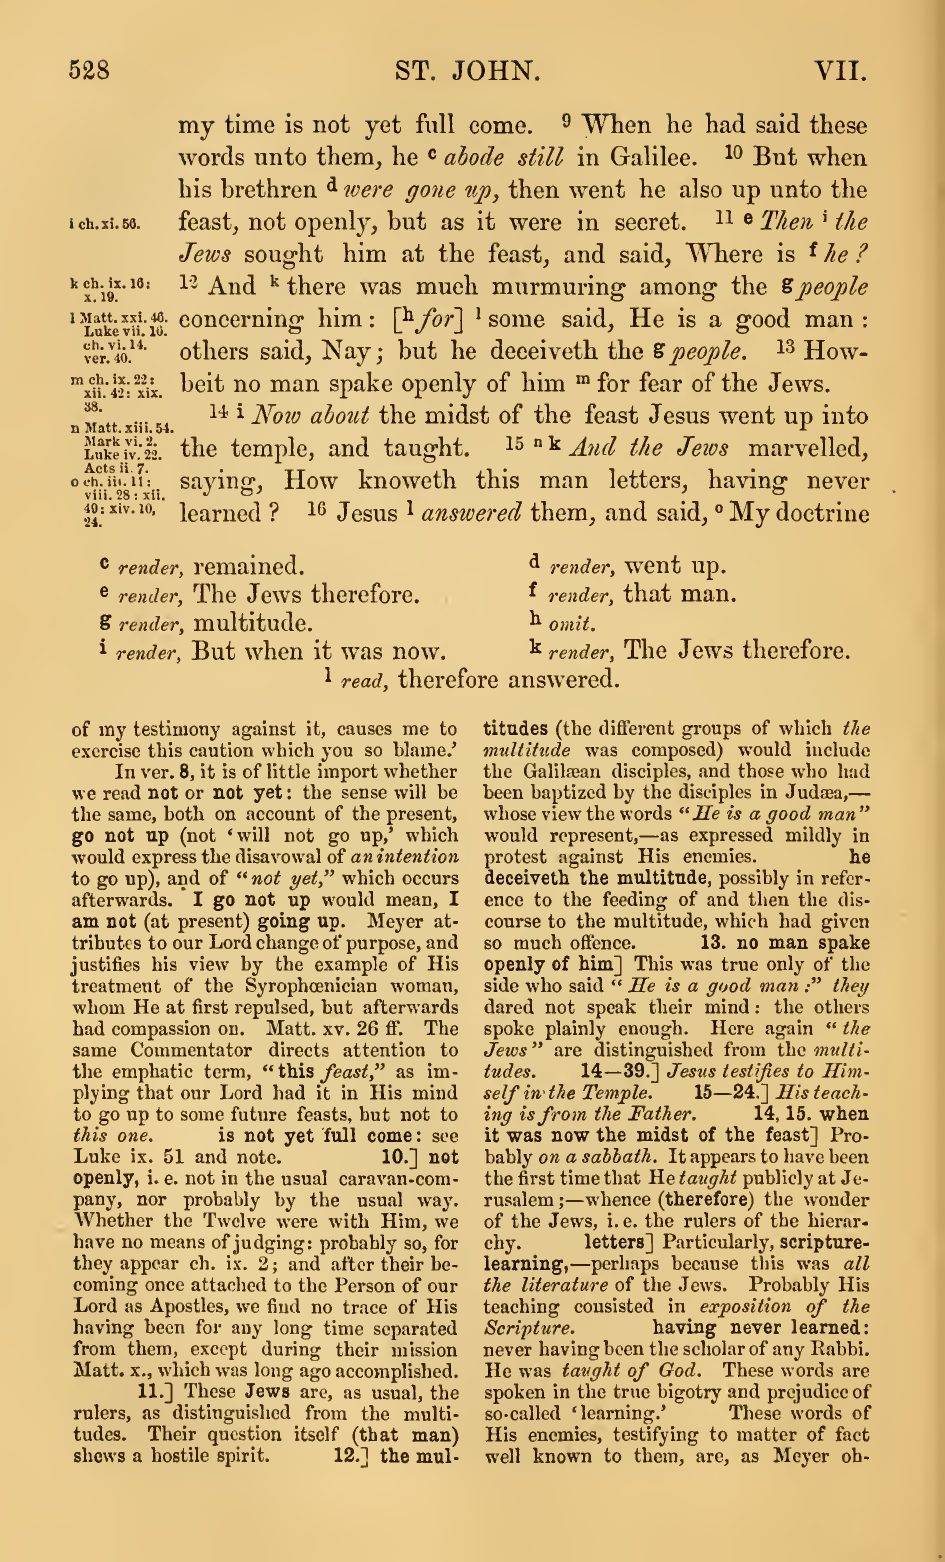 528 ST. JOHN. VII.
my time is not yet full come. 9 When he had said these
words unto them, he c abode still in Galilee. 10 But when
his brethren d were gone up, then went he also up unto the
i ch. xi. 56. feast, not openly, but as it were in secret. 11 e Then i the
Jews sought him at the feast, and said, Where is f he ?
k ch. ix. 16: 12 And k there was much murmuring among the g people
x. 19.
l Matt. xxi. 46. concerning him : [h for] l some said, He is a good man :
Luke vii. 16.
ch. vi. 14. others said, Nay; but he deceiveth the g people. 13 How-
ver. 40.
m ch. ix. 22: beit no man spake openly of him m for fear of the Jews.
xii. 42: xix.
38.
14 i Now about the midst of the feast Jesus went up into
n Matt. xiii. 54.
Mark vi. 2. the temple, and taught. 15 n k And the Jews marvelled,
Luke iv. 22.
Acts ii. 7.
o ch. iii. 11: saying, How knoweth this man letters, having never
viii. 28: xii.
49: xiv. 10, learned ? 16 Jesus l answered them, and said, o My doctrine
24.
c render, remained. d render, went up.
e render, The Jews therefore. f render, that man.
g render, multitude. h omit.
i render, But when it was now. k render, The Jews therefore.
l read, therefore answered.
of my testimony against it, causes me to
exercise this caution which you so blame.'
In ver. 8, it is of little import whether
we read not or not yet: the sense will be
the same, both on account of the present,
go not up (not 'will not go up,' which
would express the disavowal of an intention
to go up), and of "not yet," which occurs
afterwards. I go not up would mean, I
am not (at present) going up. Meyer at-
tributes to our Lord change of purpose, and
justifies his view by the example of His
treatment of the Syrophœnician woman,
whom He at first repulsed, but afterwards
had compassion on. Matt. xv. 26 ff. The
same Commentator directs attention to
the emphatic term, "this feast," as im-
plying that our Lord had it in His mind
to go up to some future feasts, but not to
this one. is not yet full come: see
Luke ix. 51 and note. 10.] not
openly, i. e. not in the usual caravan-com-
pany, nor probably by the usual way.
Whether the Twelve were with Him, we
have no means of judging: probably so, for
they appear ch. ix. 2; and after their be-
coming once attached to the Person of our
Lord as Apostles, we find no trace of His
having been for any long time separated
from them, except during their mission
Matt. x., which was long ago accomplished.
11.] These Jews are, as usual, the
rulers, as distinguished from the multi-
tudes. Their question itself (that man)
shews a hostile spirit. 12.] the mul-
titudes (the different groups of which the
multitude was composed) would include
the Galilæan disciples, and those who had
been baptized by the disciples in Judæa,—
whose view the words "He is a good man"
would represent,—as expressed mildly in
protest against His enemies. he
deceiveth the multitude, possibly in refer-
ence to the feeding of and then the dis-
course to the multitude, which had given
so much offence. 13. no man spake
openly of him] This was true only of the
side who said "He is a good man:" they
dared not speak their mind: the others
spoke plainly enough. Here again "the
Jews" are distinguished from the multi-
tudes. 14—39.] Jesus testifies to Him-
self in the Temple. 15—24.] His teach-
ing is from the Father. 14, 15. when
it was now the midst of the feast] Pro-
bably on a sabbath. It appears to have been
the first time that He taught publicly at Je-
rusalem;—whence (therefore) the wonder
of the Jews, i. e. the rulers of the hierar-
chy. letters] Particularly, scripture-
learning,—perhaps because this was all
the literature of the Jews. Probably His
teaching consisted in exposition of the
Scripture. having never learned:
never having been the scholar of any Rabbi.
He was taught of God. These words are
spoken in the true bigotry and prejudice of
so-called 'learning.' These words of
His enemies, testifying to matter of fact
well known to them, are, as Meyer ob-